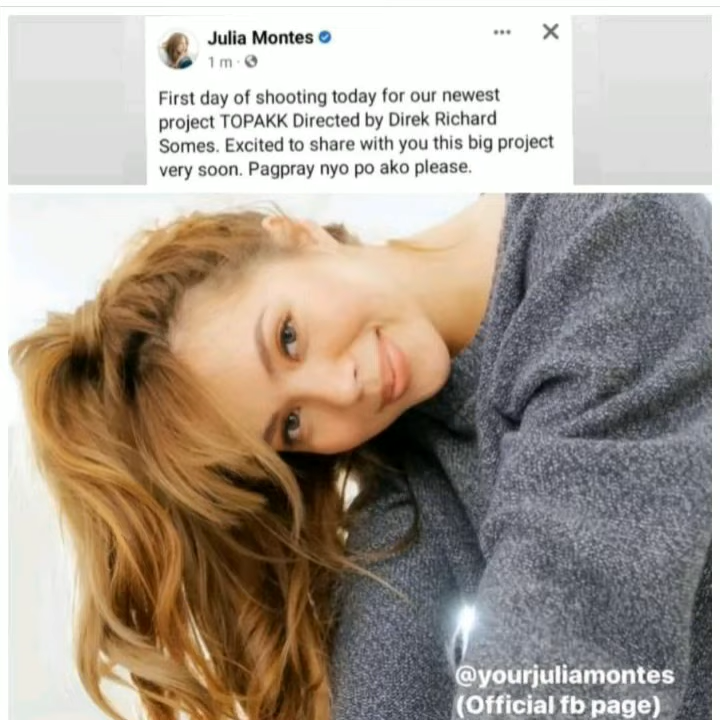 Julia Montes
1m
First day of shooting today for our newest
project TOPAKK Directed by Direk Richard
Somes. Excited to share with you this big project
very soon. Pagpray nyo po ako please.
@yourjuliamontes
(Official fb page)